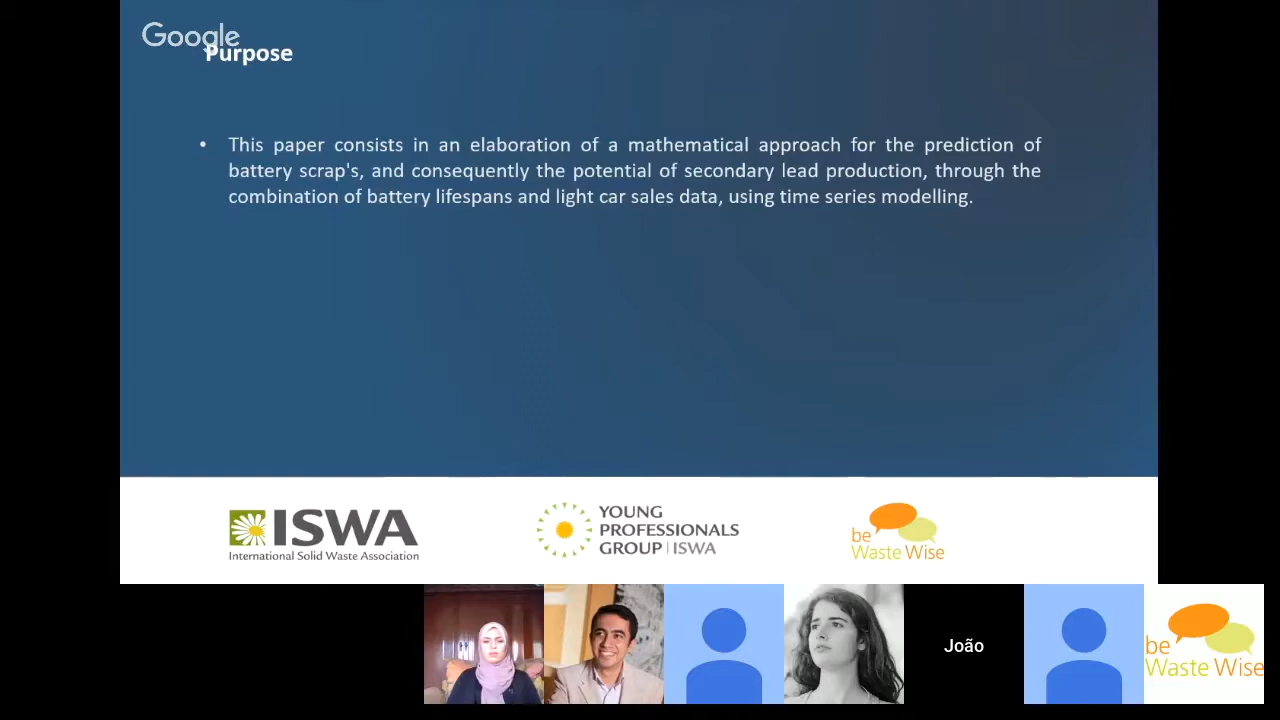 Google
Purpose
• This paper consists in an elaboration of a mathematical approach for the prediction of
battery scrap's, and consequently the potential of secondary lead production, through the
combination of battery lifespans and light car sales data, using time series modelling.
ISWA
International Solid Waste Association
YOUNG
PROFESSIONALS
GROUP | ISWA
be
Waste Wise
João
be
Waste Wise